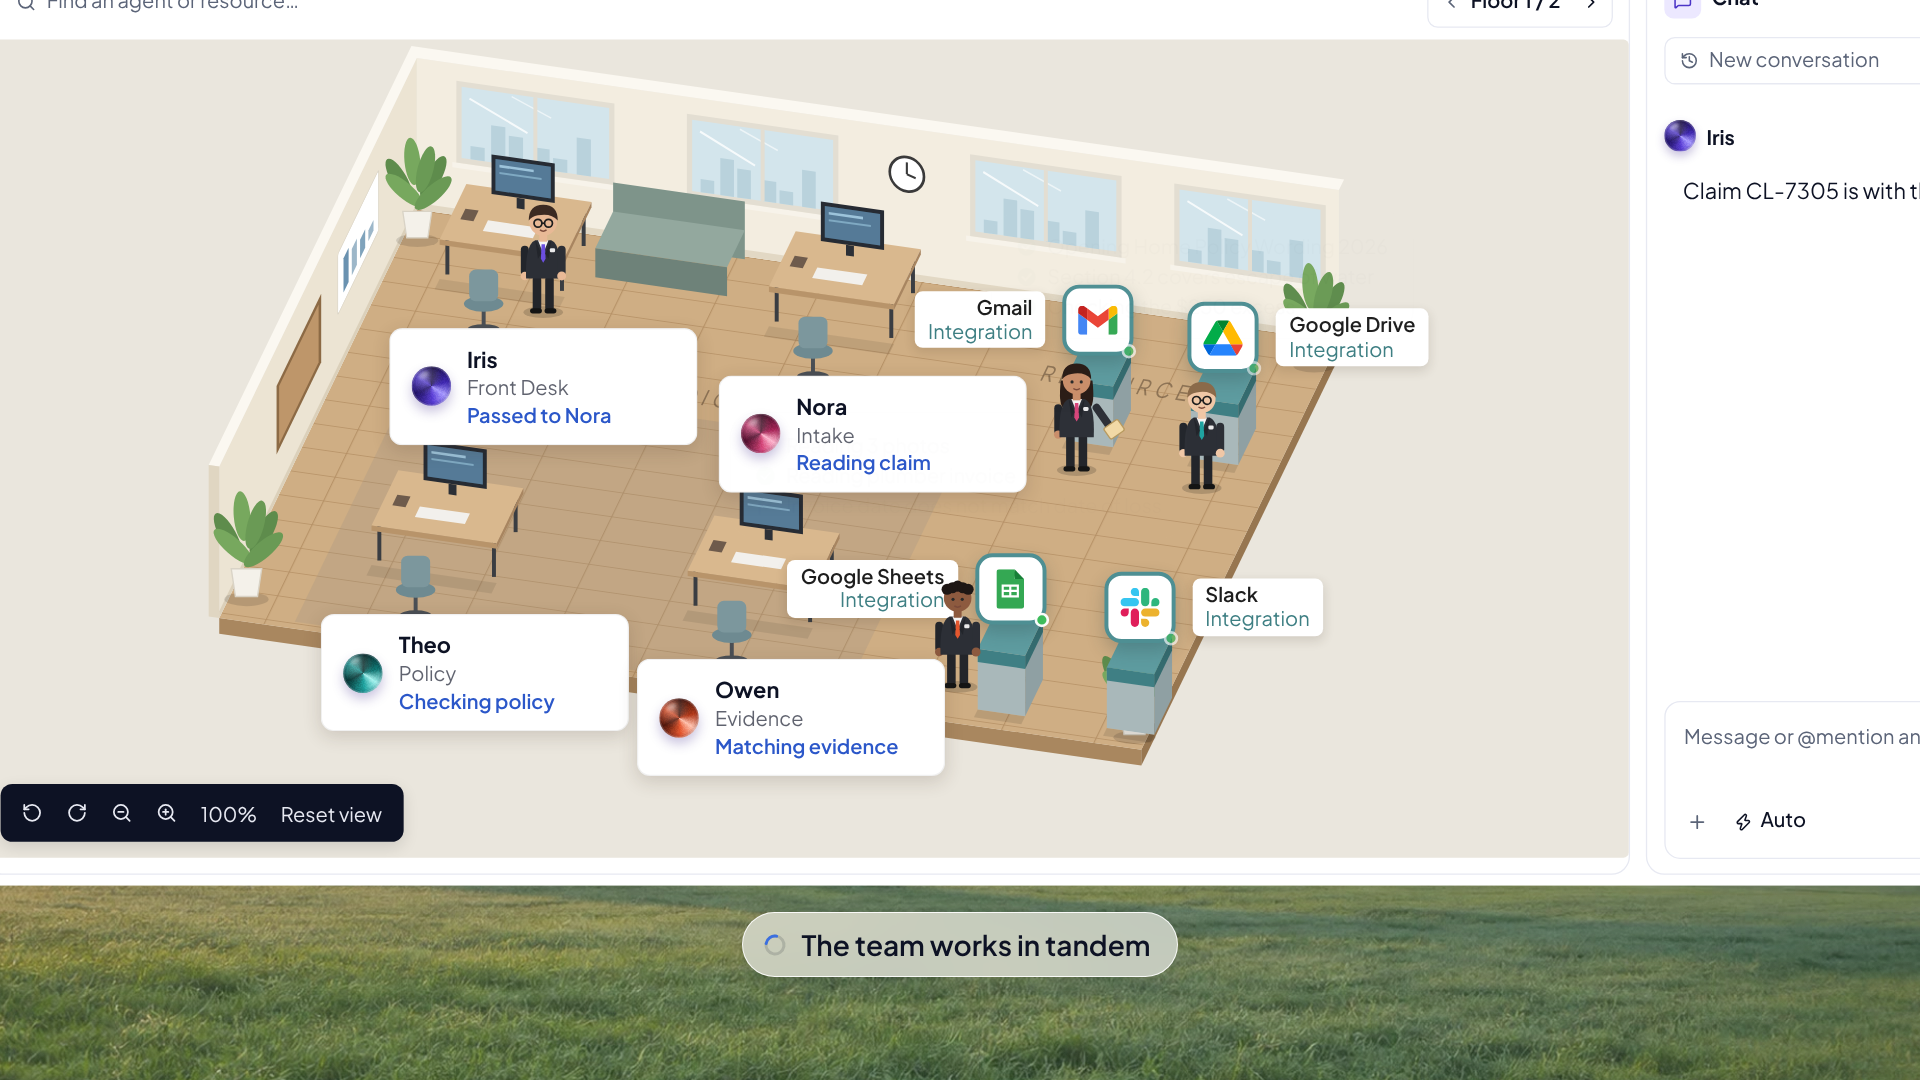 Find an agent or resource...
Floor 1 / 2
Chat
New conversation
Iris
Claim CL-7305 is with
Gmail
Integration
Google Drive
Integration
Iris
Front Desk
Passed to Nora
Nora
Intake
Reading claim
Google Sheets
Integration
Slack
Integration
Theo
Policy
Checking policy
Owen
Evidence
Matching evidence
Message or @mention an
100%
Reset view
Auto
The team works in tandem